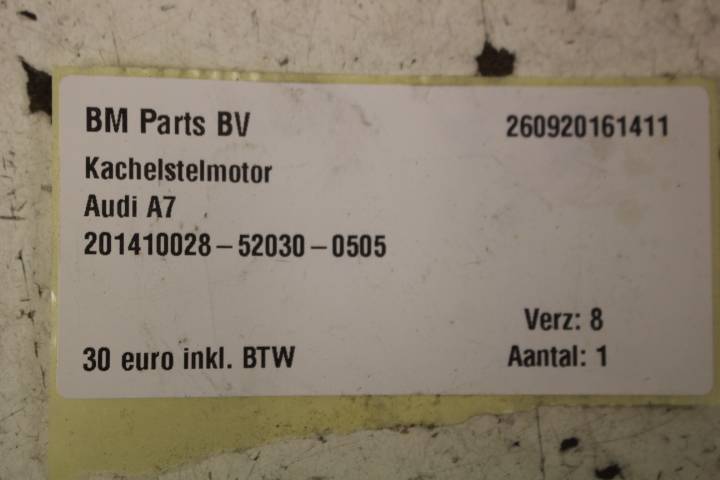 BM Parts BV 260920161411
Kachelstelmotor
Audi A7
201410028-52030-0505
Verz: 8
30 euro inkl. BTW Aantal: 1